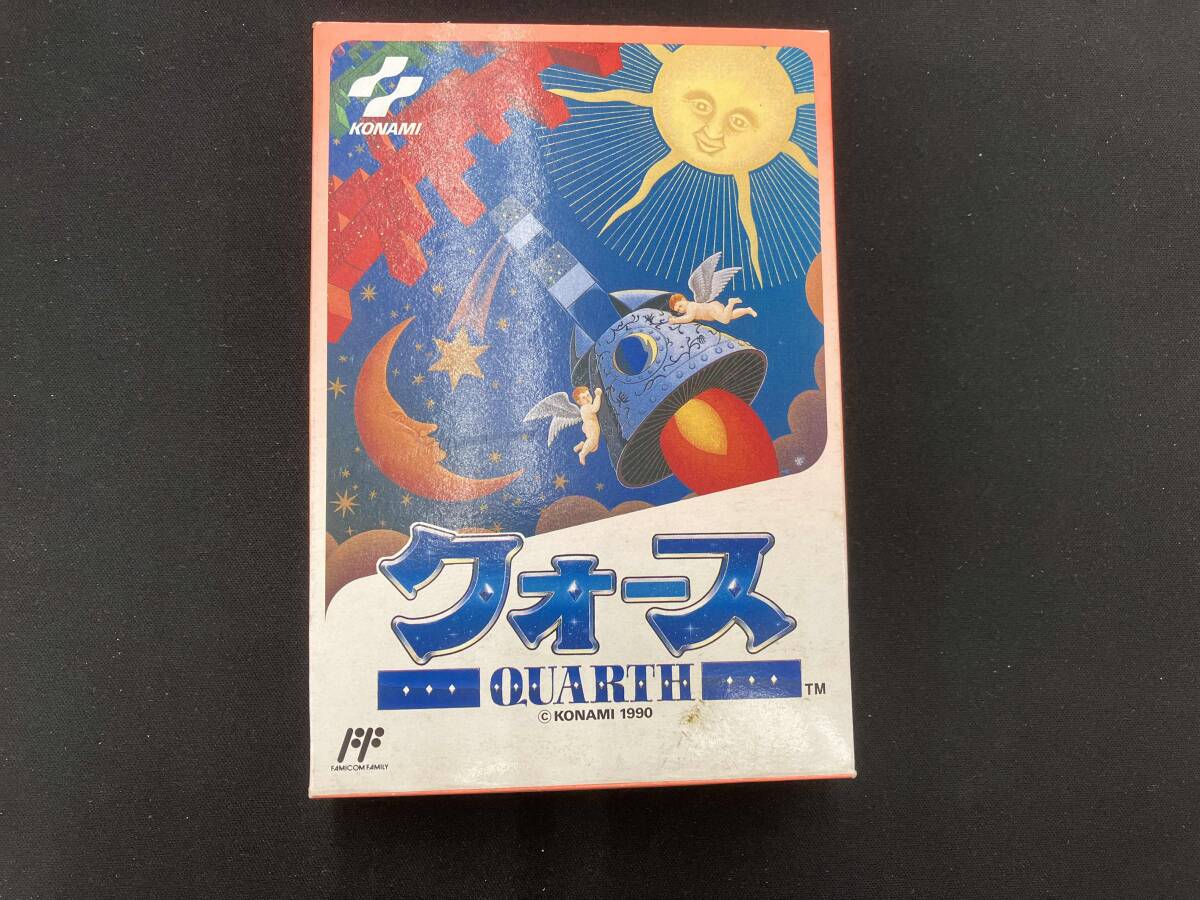 KONAMI
クォース
QUARTH
TM
© KONAMI 1990
FAMICOM FAMILY